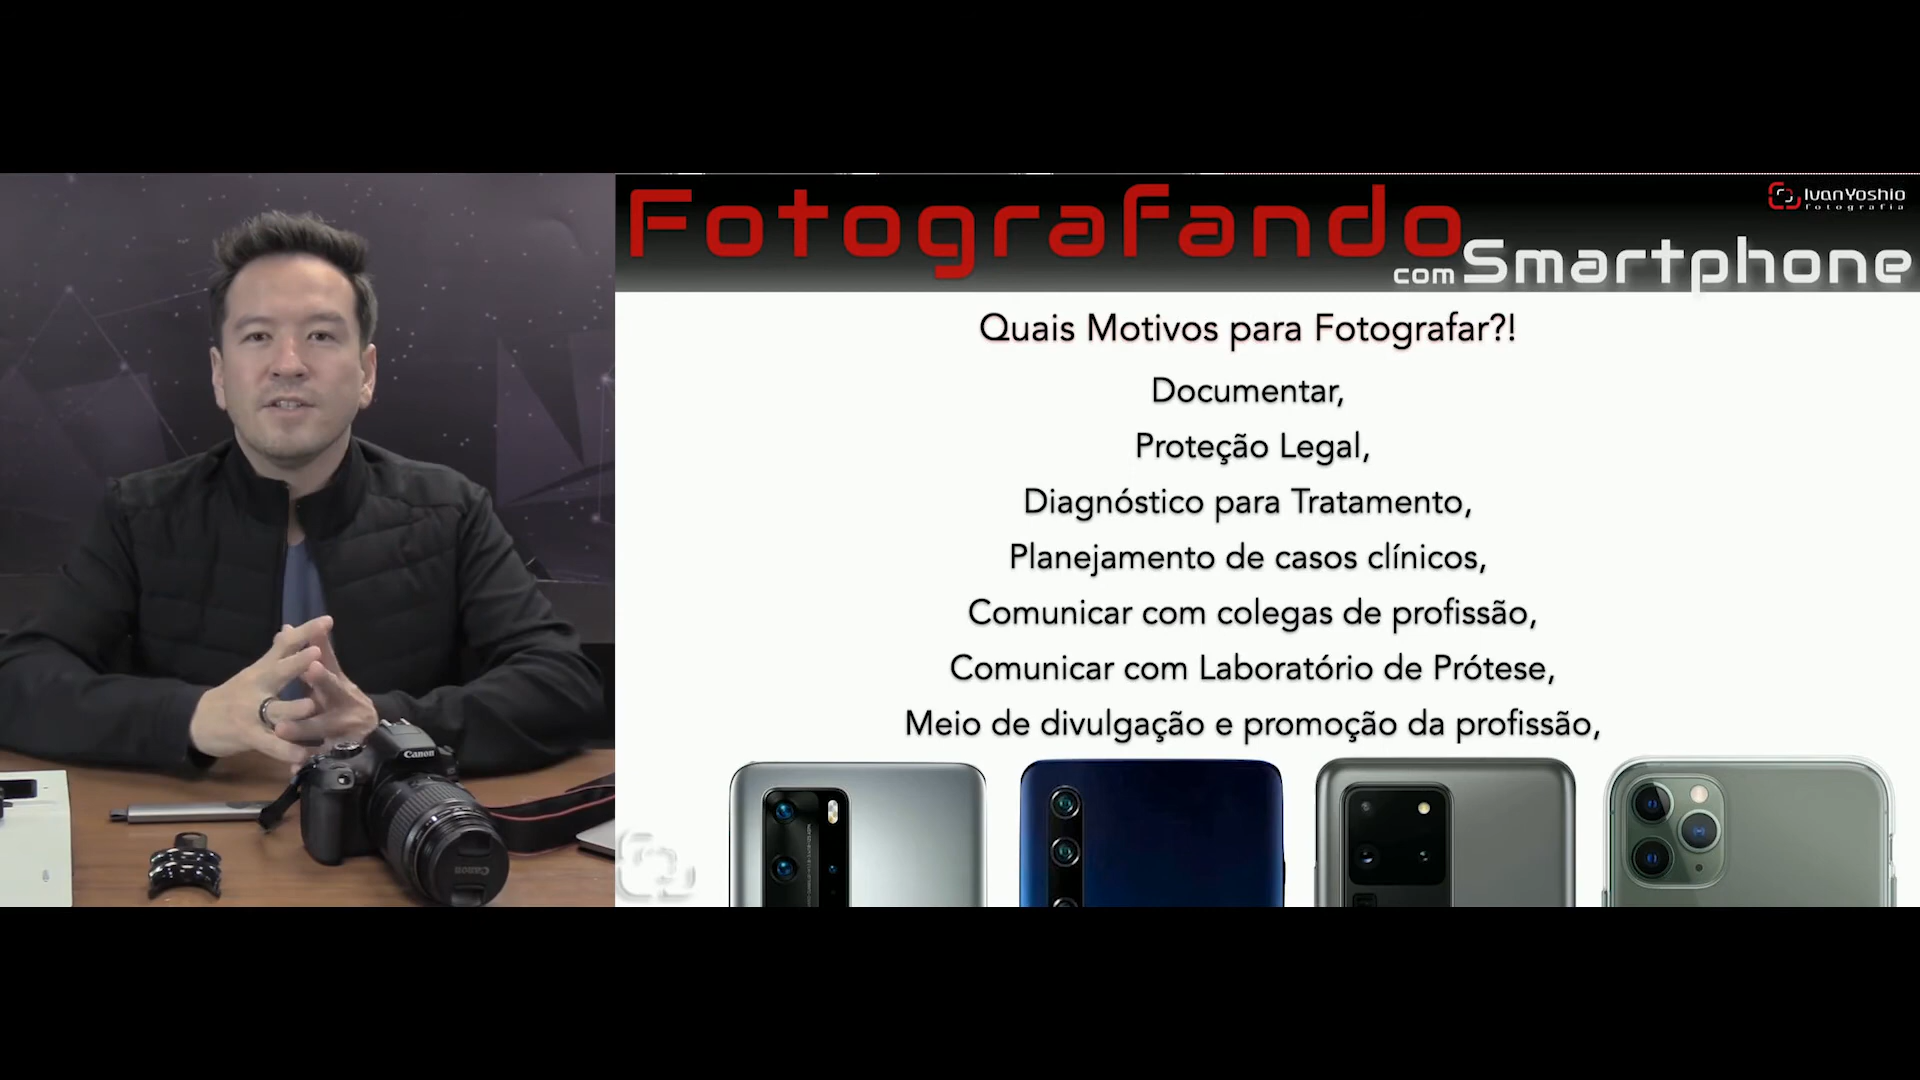 Fotografando
com Smartphone
IvanYoshio
fotografia
Quais Motivos para Fotografar?!
Documentar,
Proteção Legal,
Diagnóstico para Tratamento,
Planejamento de casos clínicos,
Comunicar com colegas de profissão,
Comunicar com Laboratório de Prótese,
Meio de divulgação e promoção da profissão,
Canon
Canon